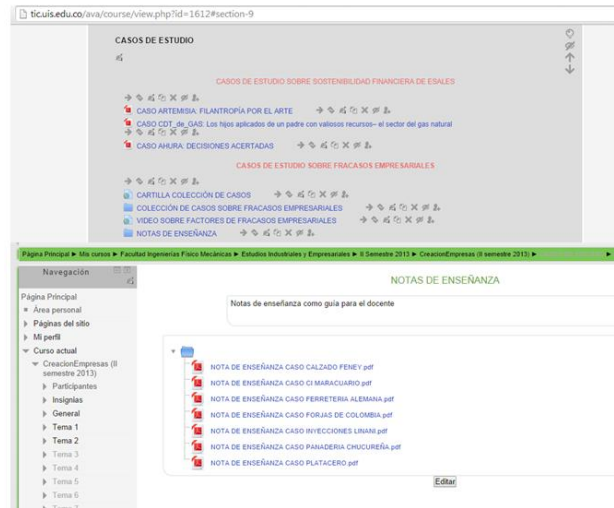 tic.uis.edu.co/ava/course/view.php?id=1612#section-9
CASOS DE ESTUDIO
CASOS DE ESTUDIO SOBRE SOSTENIBILIDAD FINANCIERA DE ESALES
CASO ARTEMISIA: FILANTROPÍA POR EL ARTE
CASO CDT_de_GAS: Los hijos aplicados de un padre con valiosos recursos– el sector del gas natural
CASO AHURA: DECISIONES ACERTADAS
CASOS DE ESTUDIO SOBRE FRACASOS EMPRESARIALES
CARTILLA COLECCIÓN DE CASOS
COLECCIÓN DE CASOS SOBRE FRACASOS EMPRESARIALES
VIDEO SOBRE FACTORES DE FRACASOS EMPRESARIALES
NOTAS DE ENSEÑANZA
Página Principal ► Mis cursos ► Facultad Ingenierías Físico Mecánicas ► Estudios Industriales y Empresariales ► II Semestre 2013 ► CreacionEmpresas (II semestre 2013) ►
Navegación
Página Principal
Área personal
Páginas del sitio
Mi perfil
Curso actual
CreacionEmpresas (II
semestre 2013)
Participantes
Insignias
General
Tema 1
Tema 2
Tema 3
Tema 4
Tema 5
Tema 6
Tema 7
NOTAS DE ENSEÑANZA
Notas de enseñanza como guía para el docente
NOTA DE ENSEÑANZA CASO CALZADO FENEY.pdf
NOTA DE ENSEÑANZA CASO CI MARACUARIO.pdf
NOTA DE ENSEÑANZA CASO FERRETERIA ALEMANA.pdf
NOTA DE ENSEÑANZA CASO FORJAS DE COLOMBIA.pdf
NOTA DE ENSEÑANZA CASO INYECCIONES LINANI.pdf
NOTA DE ENSEÑANZA CASO PANADERIA CHUCUREÑA.pdf
NOTA DE ENSEÑANZA CASO PLATACERO.pdf
Editar